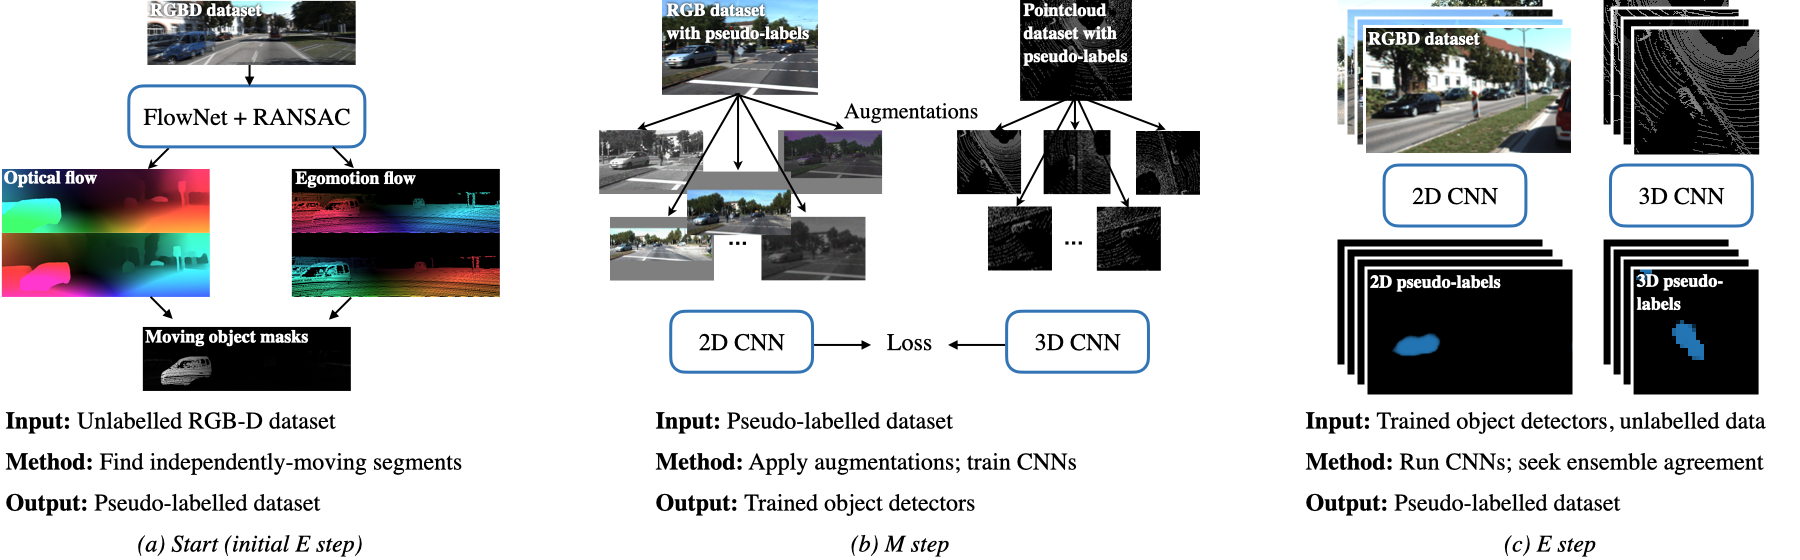 RGBD dataset
FlowNet + RANSAC
Optical flow
Egomotion flow
Moving object masks
Input: Unlabelled RGB-D dataset
Method: Find independently-moving segments
Output: Pseudo-labelled dataset
(a) Start (initial E step)
RGB dataset
with pseudo-labels
Pointcloud
dataset with
pseudo-labels
Augmentations
...
...
2D CNN
Loss
3D CNN
Input: Pseudo-labelled dataset
Method: Apply augmentations; train CNNs
Output: Trained object detectors
(b) M step
RGBD dataset
2D CNN
3D CNN
2D pseudo-labels
3D pseudo-
labels
Input: Trained object detectors, unlabelled data
Method: Run CNNs; seek ensemble agreement
Output: Pseudo-labelled dataset
(c) E step